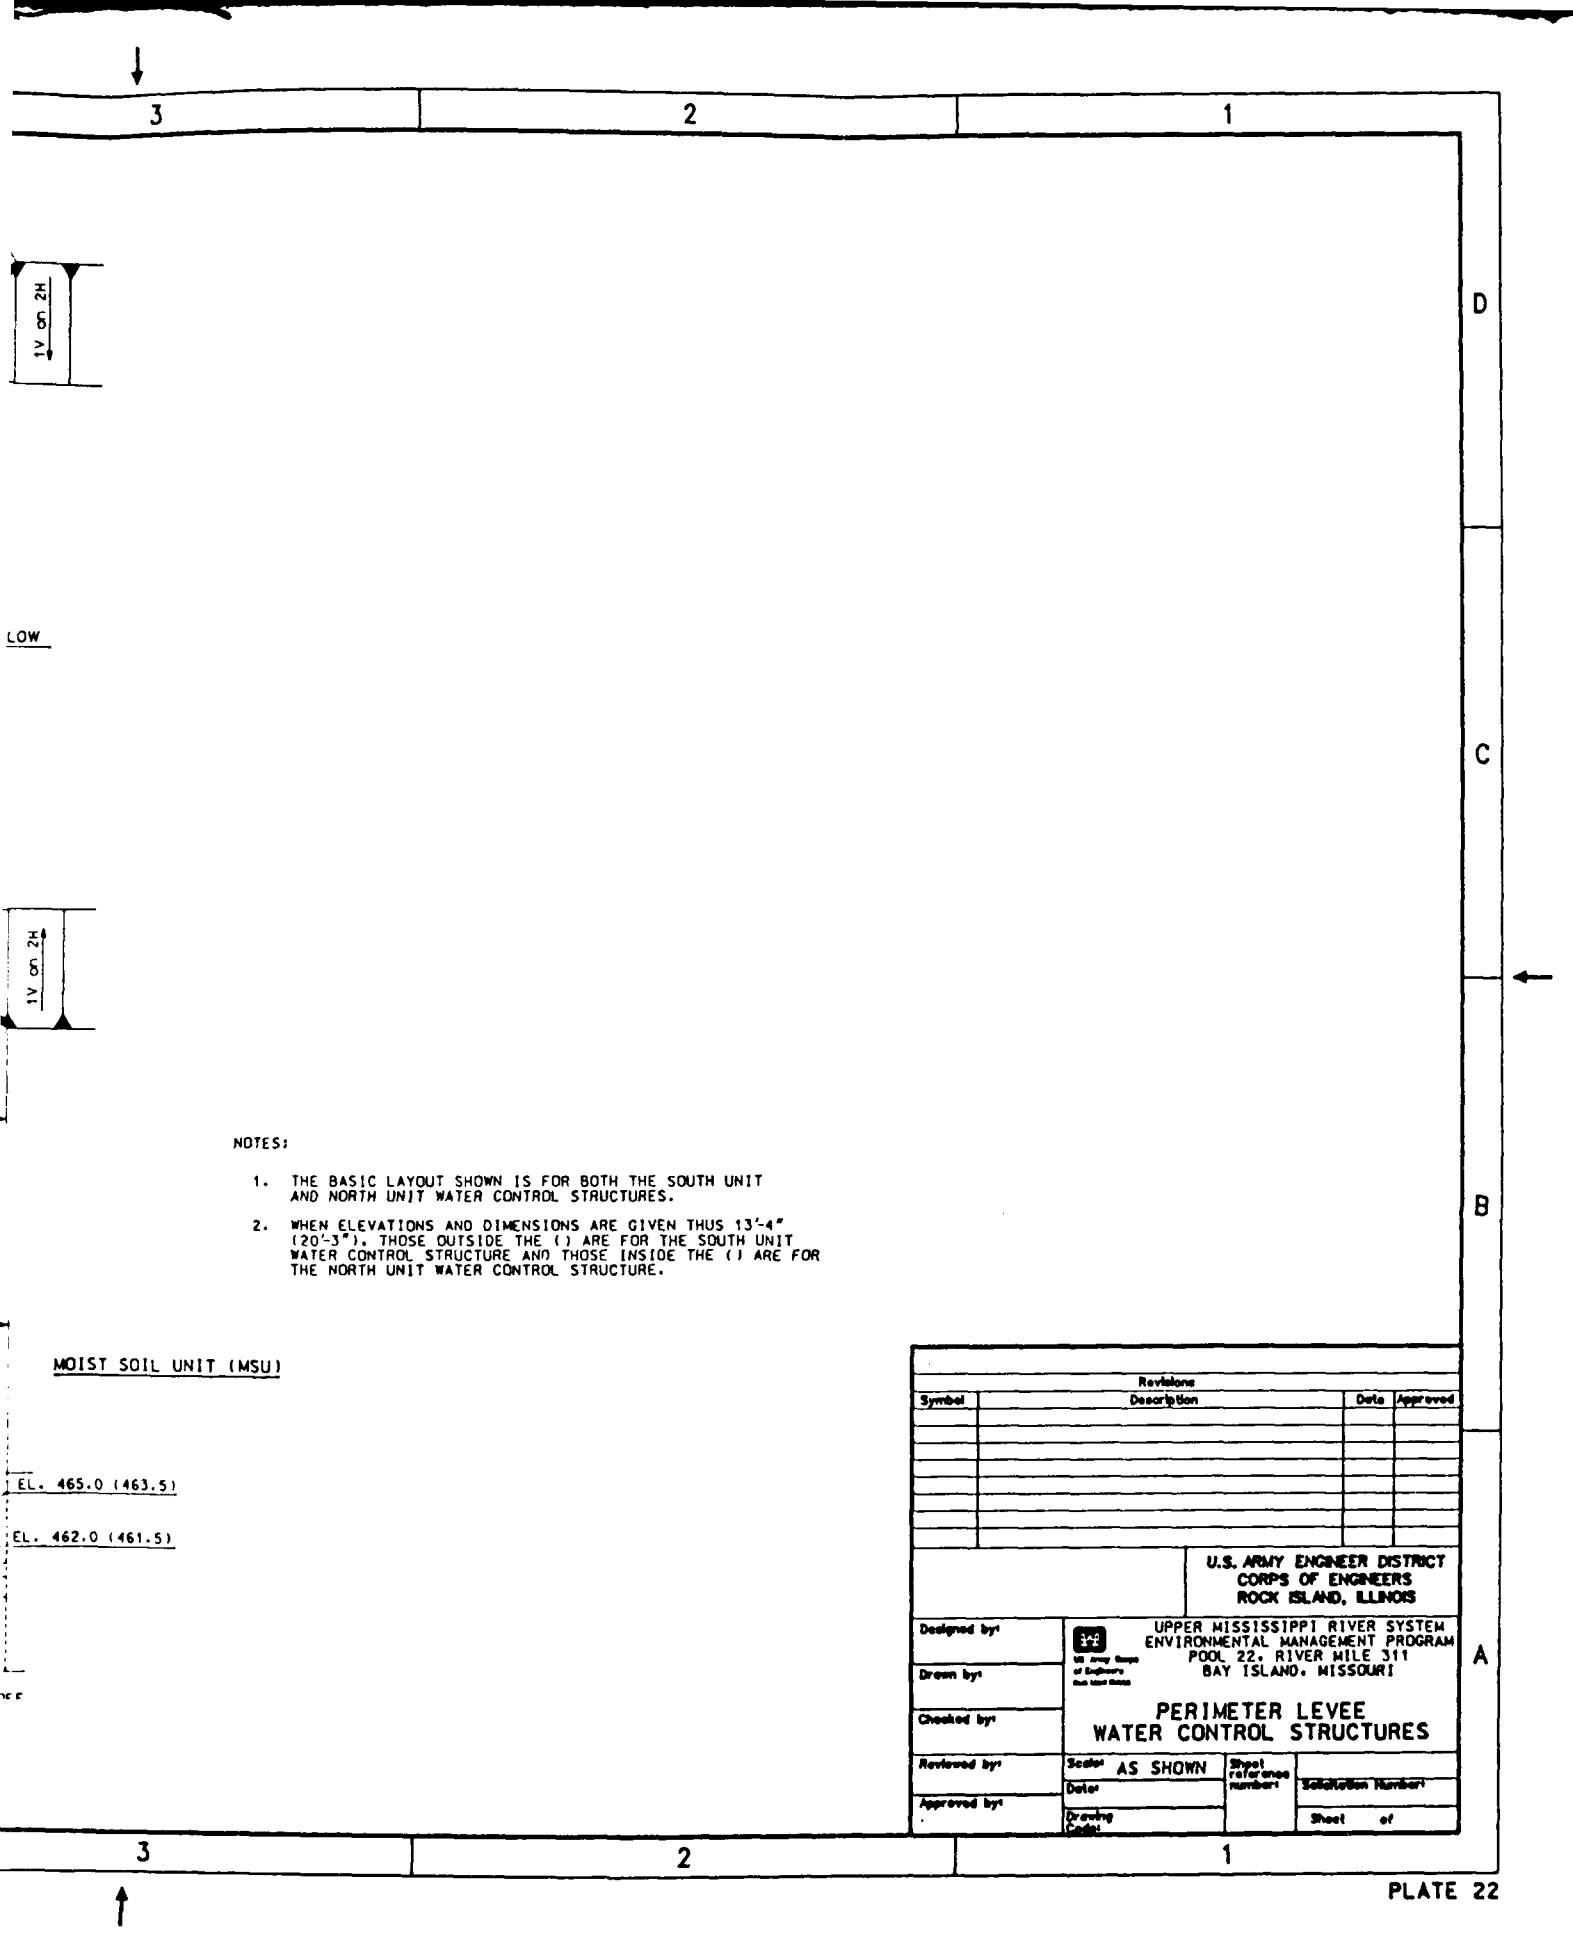 3
2
1
1V on 2H
D
LOW
C
1V on 2H
NOTES:
1. THE BASIC LAYOUT SHOWN IS FOR BOTH THE SOUTH UNIT
AND NORTH UNIT WATER CONTROL STRUCTURES.
2. WHEN ELEVATIONS AND DIMENSIONS ARE GIVEN THUS 13'-4"
(20'-3"). THOSE OUTSIDE THE () ARE FOR THE SOUTH UNIT
WATER CONTROL STRUCTURE AND THOSE INSIDE THE () ARE FOR
THE NORTH UNIT WATER CONTROL STRUCTURE.
B
MOIST SOIL UNIT (MSU)
EL. 465.0 (463.5)
EL. 462.0 (461.5)
Revisions
Symbol Description Date Approved
U.S. ARMY ENGINEER DISTRICT
CORPS OF ENGINEERS
ROCK ISLAND, ILLINOIS
Designed by:
Drawn by:
Checked by:
Reviewed by:
Approved by:
US Army Corps
of Engineers
UPPER MISSISSIPPI RIVER SYSTEM
ENVIRONMENTAL MANAGEMENT PROGRAM
POOL 22. RIVER MILE 311
BAY ISLAND. MISSOURI
PERIMETER LEVEE
WATER CONTROL STRUCTURES
Scale: AS SHOWN
Date:
Drawing
Code:
Sheet
reference
number:
Solicitation Number:
Sheet of
A
3
2
1
PLATE 22